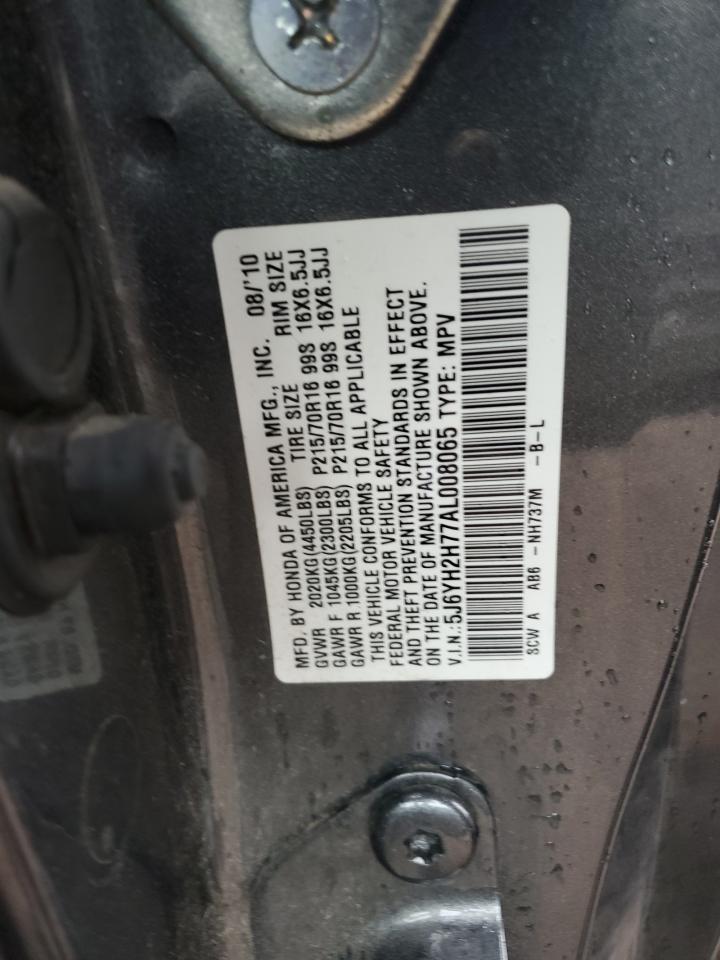 MFD. BY HONDA OF AMERICA MFG., INC. 08/'10
GVWR 2020KG(4450LBS) TIRE SIZE RIM SIZE
GAWR F 1045KG(2300LBS) P215/70R16 99S 16X6.5JJ
GAWR R 1000KG(2205LBS) P215/70R16 99S 16X6.5JJ
THIS VEHICLE CONFORMS TO ALL APPLICABLE
FEDERAL MOTOR VEHICLE SAFETY
AND THEFT PREVENTION STANDARDS IN EFFECT
ON THE DATE OF MANUFACTURE SHOWN ABOVE.
V.I.N.: 5J6YH2H77AL008065 TYPE: MPV
SCW A AB6 -NH737M -B-L